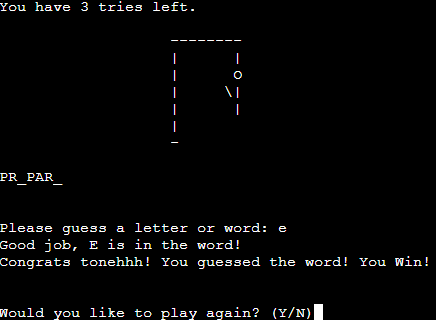 You have 3 tries left.
PR_PAR_
Please guess a letter or word: e
Good job, E is in the word!
Congrats tonehhh! You guessed the word! You Win!
Would you like to play again? (Y/N)